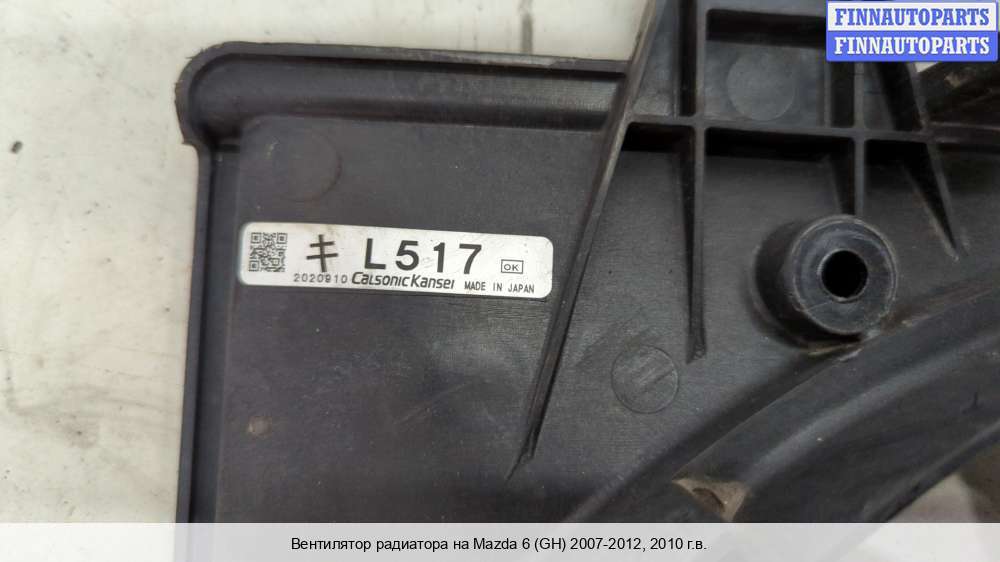 FINNAUTOPARTS
FINNAUTOPARTS
キ L517 OK
2020910 CalsonicKansei MADE IN JAPAN
Вентилятор радиатора на Mazda 6 (GH) 2007-2012, 2010 г.в.